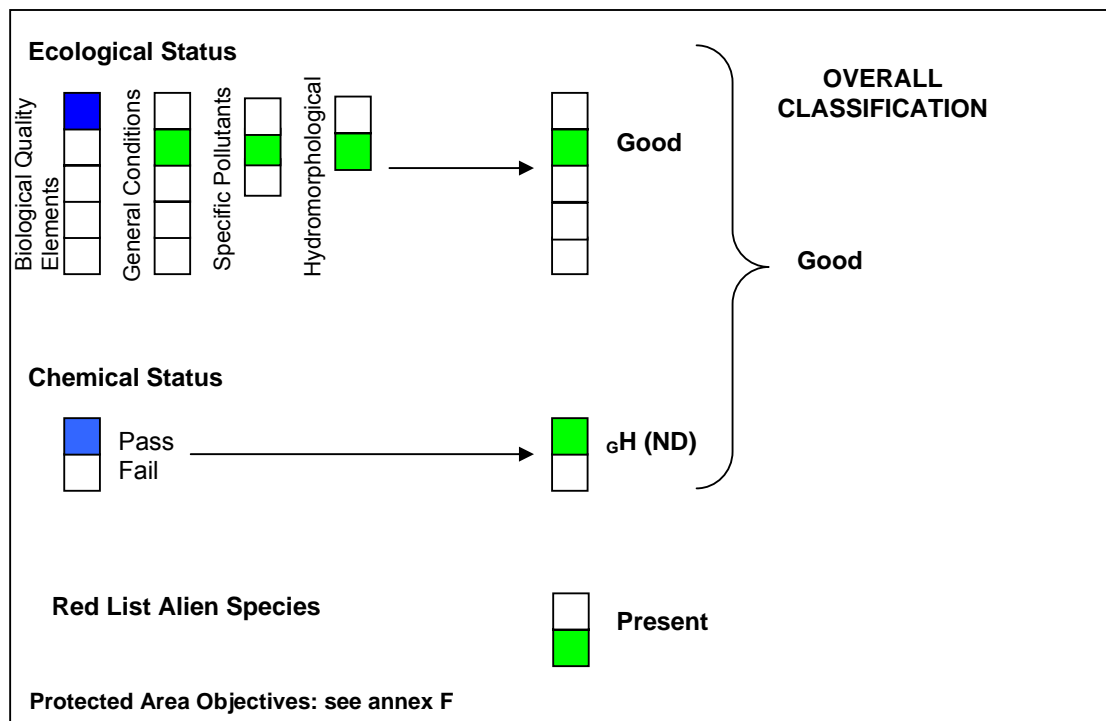 Ecological Status
OVERALL
CLASSIFICATION
Biological Quality
Elements
General Conditions
Specific Pollutants
Hydromorphological
Good
Good
Chemical Status
Pass
Fail
GH (ND)
Red List Alien Species
Present
Protected Area Objectives: see annex F